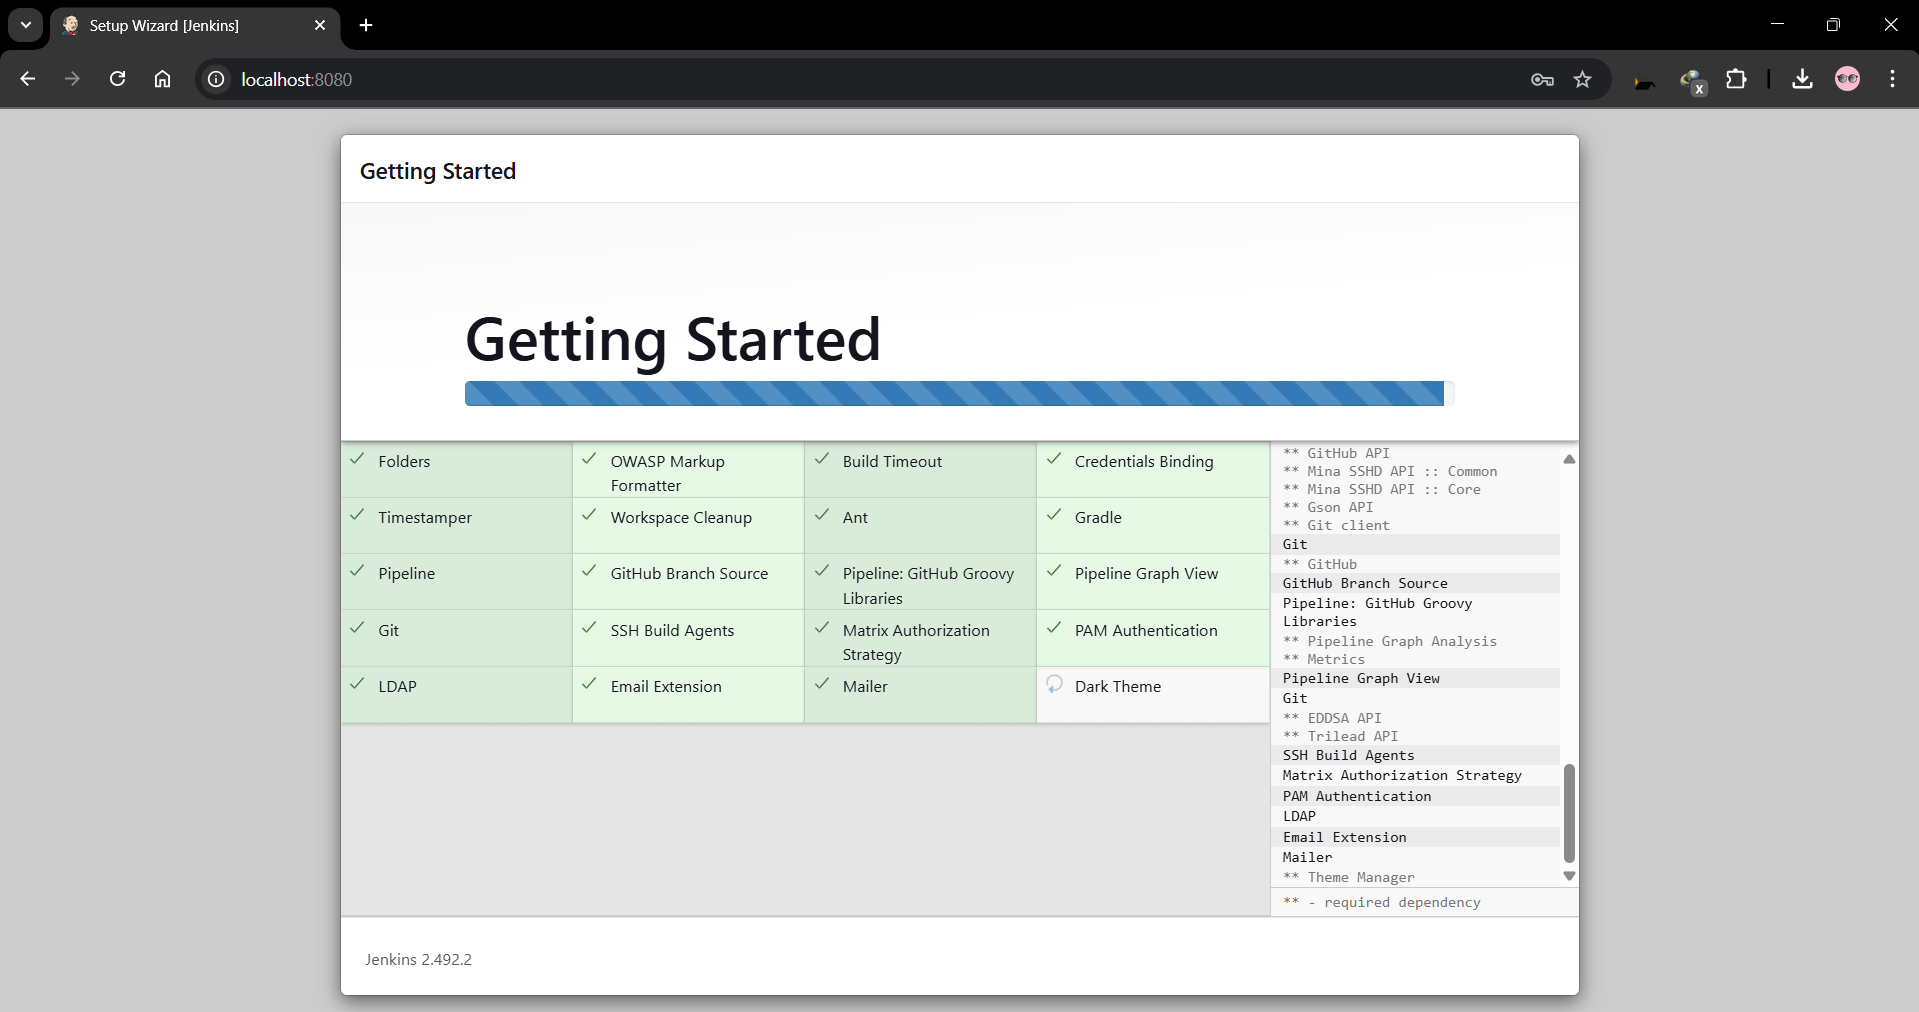 Setup Wizard [Jenkins]
localhost:8080
x
Getting Started
Getting Started
Folders
OWASP Markup
Formatter
Build Timeout
Credentials Binding
Timestamper
Workspace Cleanup
Ant
Gradle
Pipeline
GitHub Branch Source
Pipeline: GitHub Groovy
Libraries
Pipeline Graph View
Git
SSH Build Agents
Matrix Authorization
Strategy
PAM Authentication
LDAP
Email Extension
Mailer
Dark Theme
** GitHub API
** Mina SSHD API :: Common
** Mina SSHD API :: Core
** Gson API
** Git client
Git
** GitHub
GitHub Branch Source
Pipeline: GitHub Groovy
Libraries
** Pipeline Graph Analysis
** Metrics
Pipeline Graph View
Git
** EDDSA API
** Trilead API
SSH Build Agents
Matrix Authorization Strategy
PAM Authentication
LDAP
Email Extension
Mailer
** Theme Manager
** - required dependency
Jenkins 2.492.2